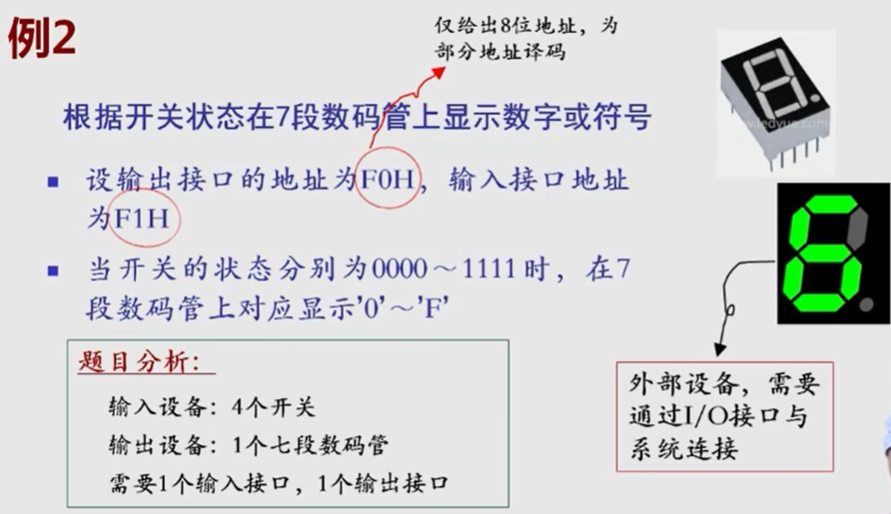 例2
仅给出8位地址，为
部分地址译码
根据开关状态在7段数码管上显示数字或符号
■ 设输出接口的地址为F0H，输入接口地址
为F1H
■ 当开关的状态分别为0000～1111时，在7
段数码管上对应显示'0'～'F'
题目分析：
输入设备：4个开关
输出设备：1个七段数码管
需要1个输入接口，1个输出接口
外部设备，需要
通过I/O接口与
系统连接
www.ledyue.com